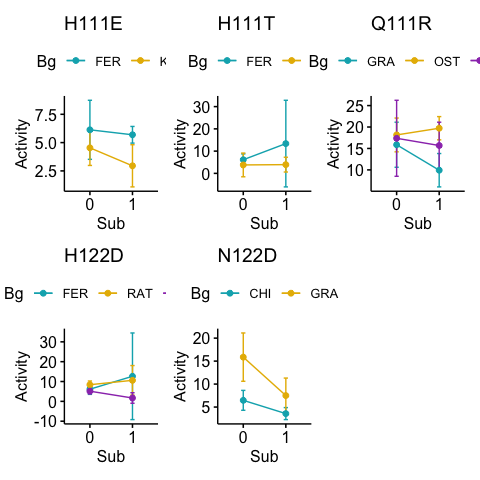 H111E H111T Q111R
Bg FER K Bg FER Bg GRA OST
Activity 7.5 5.0 2.5 Activity 30 20 10 0 Activity 25 20 15 10
0 1 0 1 0 1
Sub Sub Sub
H122D N122D
Bg FER RAT Bg CHI GRA
Activity 30 20 10 0 -10 Activity 20 15 10 5
0 1 0 1
Sub Sub